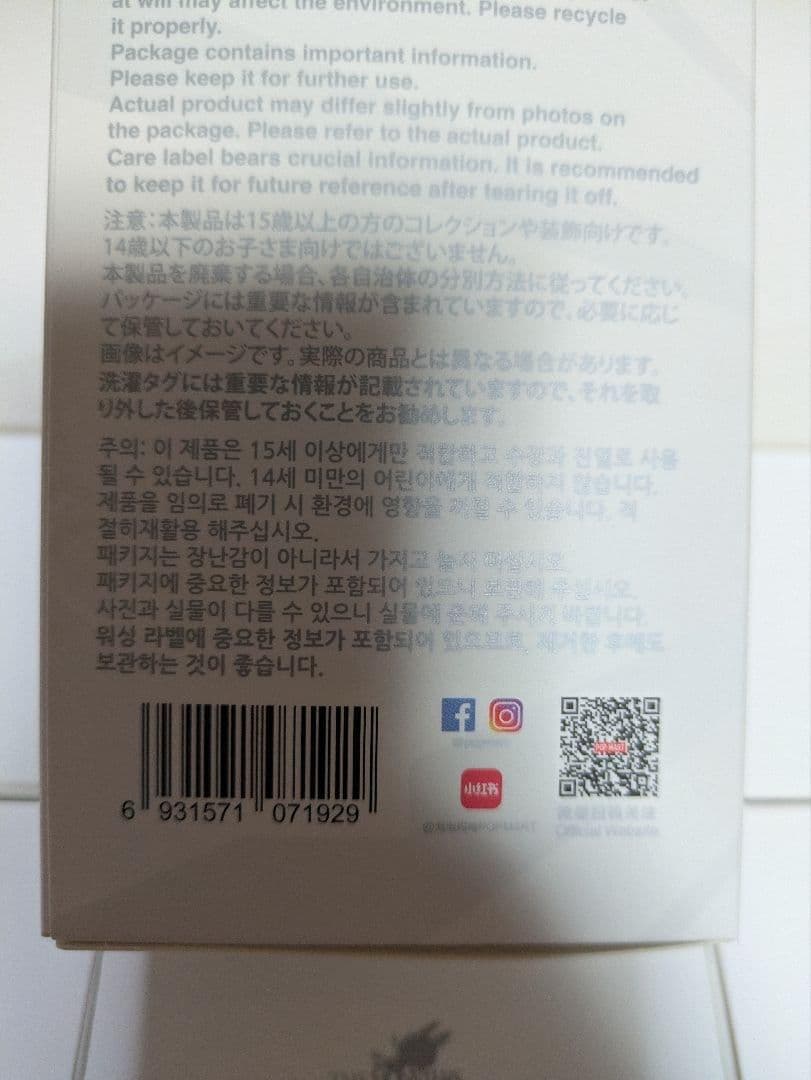 at will may affect the environment. Please recycle
it properly.
Package contains important information.
Please keep it for further use.
Actual product may differ slightly from photos on
the package. Please refer to the actual product.
Care label bears crucial information. It is recommended
to keep it for future reference after tearing it off.
注意:本製品は15歳以上の方のコレクションや装飾向けです。
14歳以下のお子さま向けではございません。
本製品を廃棄する場合、各自治体の分別方法に従ってください。
パッケージには重要な情報が含まれていますので、必要に応じ
て保管しておいてください。
画像はイメージです。実際の商品とは異なる場合があります。
洗濯タグには重要な情報が記載されていますので、それを取
り外した後保管しておくことをお勧めします。
주의: 이 제품은 15세 이상에게만 적합하고 수장과 진열로 사용
될 수 있습니다. 14세 미만의 어린이에게 적합하지 않습니다.
제품을 임의로 폐기 시 환경에 영향을 끼칠 수 있습니다. 적
절히재활용 해주십시오.
패키지는 장난감이 아니라서 가지고 놀지 마십시오.
패키지에 중요한 정보가 포함되어 있으니 보관해 주십시오.
사진과 실물이 다를 수 있으니 실물에 준해 주시기 바랍니다.
워싱 라벨에 중요한 정보가 포함되어 있으므로, 제거한 후에도
보관하는 것이 좋습니다.
6 931571 071929
小红书
POP MART
Official Website